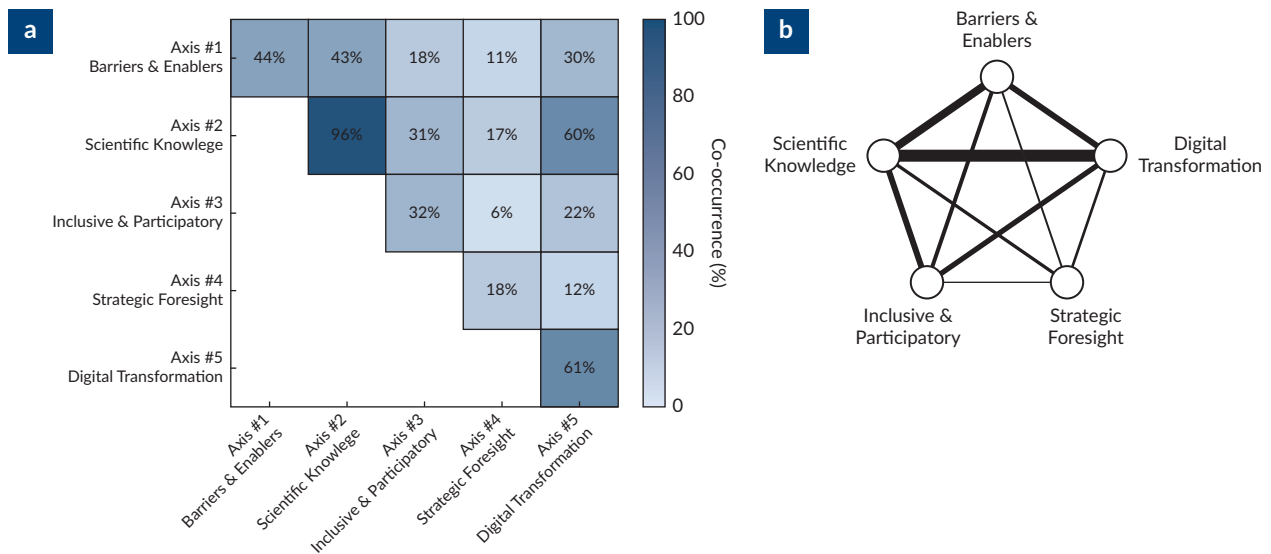 a
Axis #1
Barriers & Enablers
44%
43%
18%
11%
30%
Axis #2
Scientific Knowlege
96%
31%
17%
60%
Axis #3
Inclusive & Participatory
32%
6%
22%
Axis #4
Strategic Foresight
18%
12%
Axis #5
Digital Transformation
61%
Axis #1
Barriers & Enablers
Axis #2
Scientific Knowlege
Axis #3
Inclusive & Participatory
Axis #4
Strategic Foresight
Axis #5
Digital Transformation
100
80
60
40
20
0
Co-occurrence (%)
b
Barriers &
Enablers
Scientific
Knowledge
Digital
Transformation
Inclusive &
Participatory
Strategic
Foresight